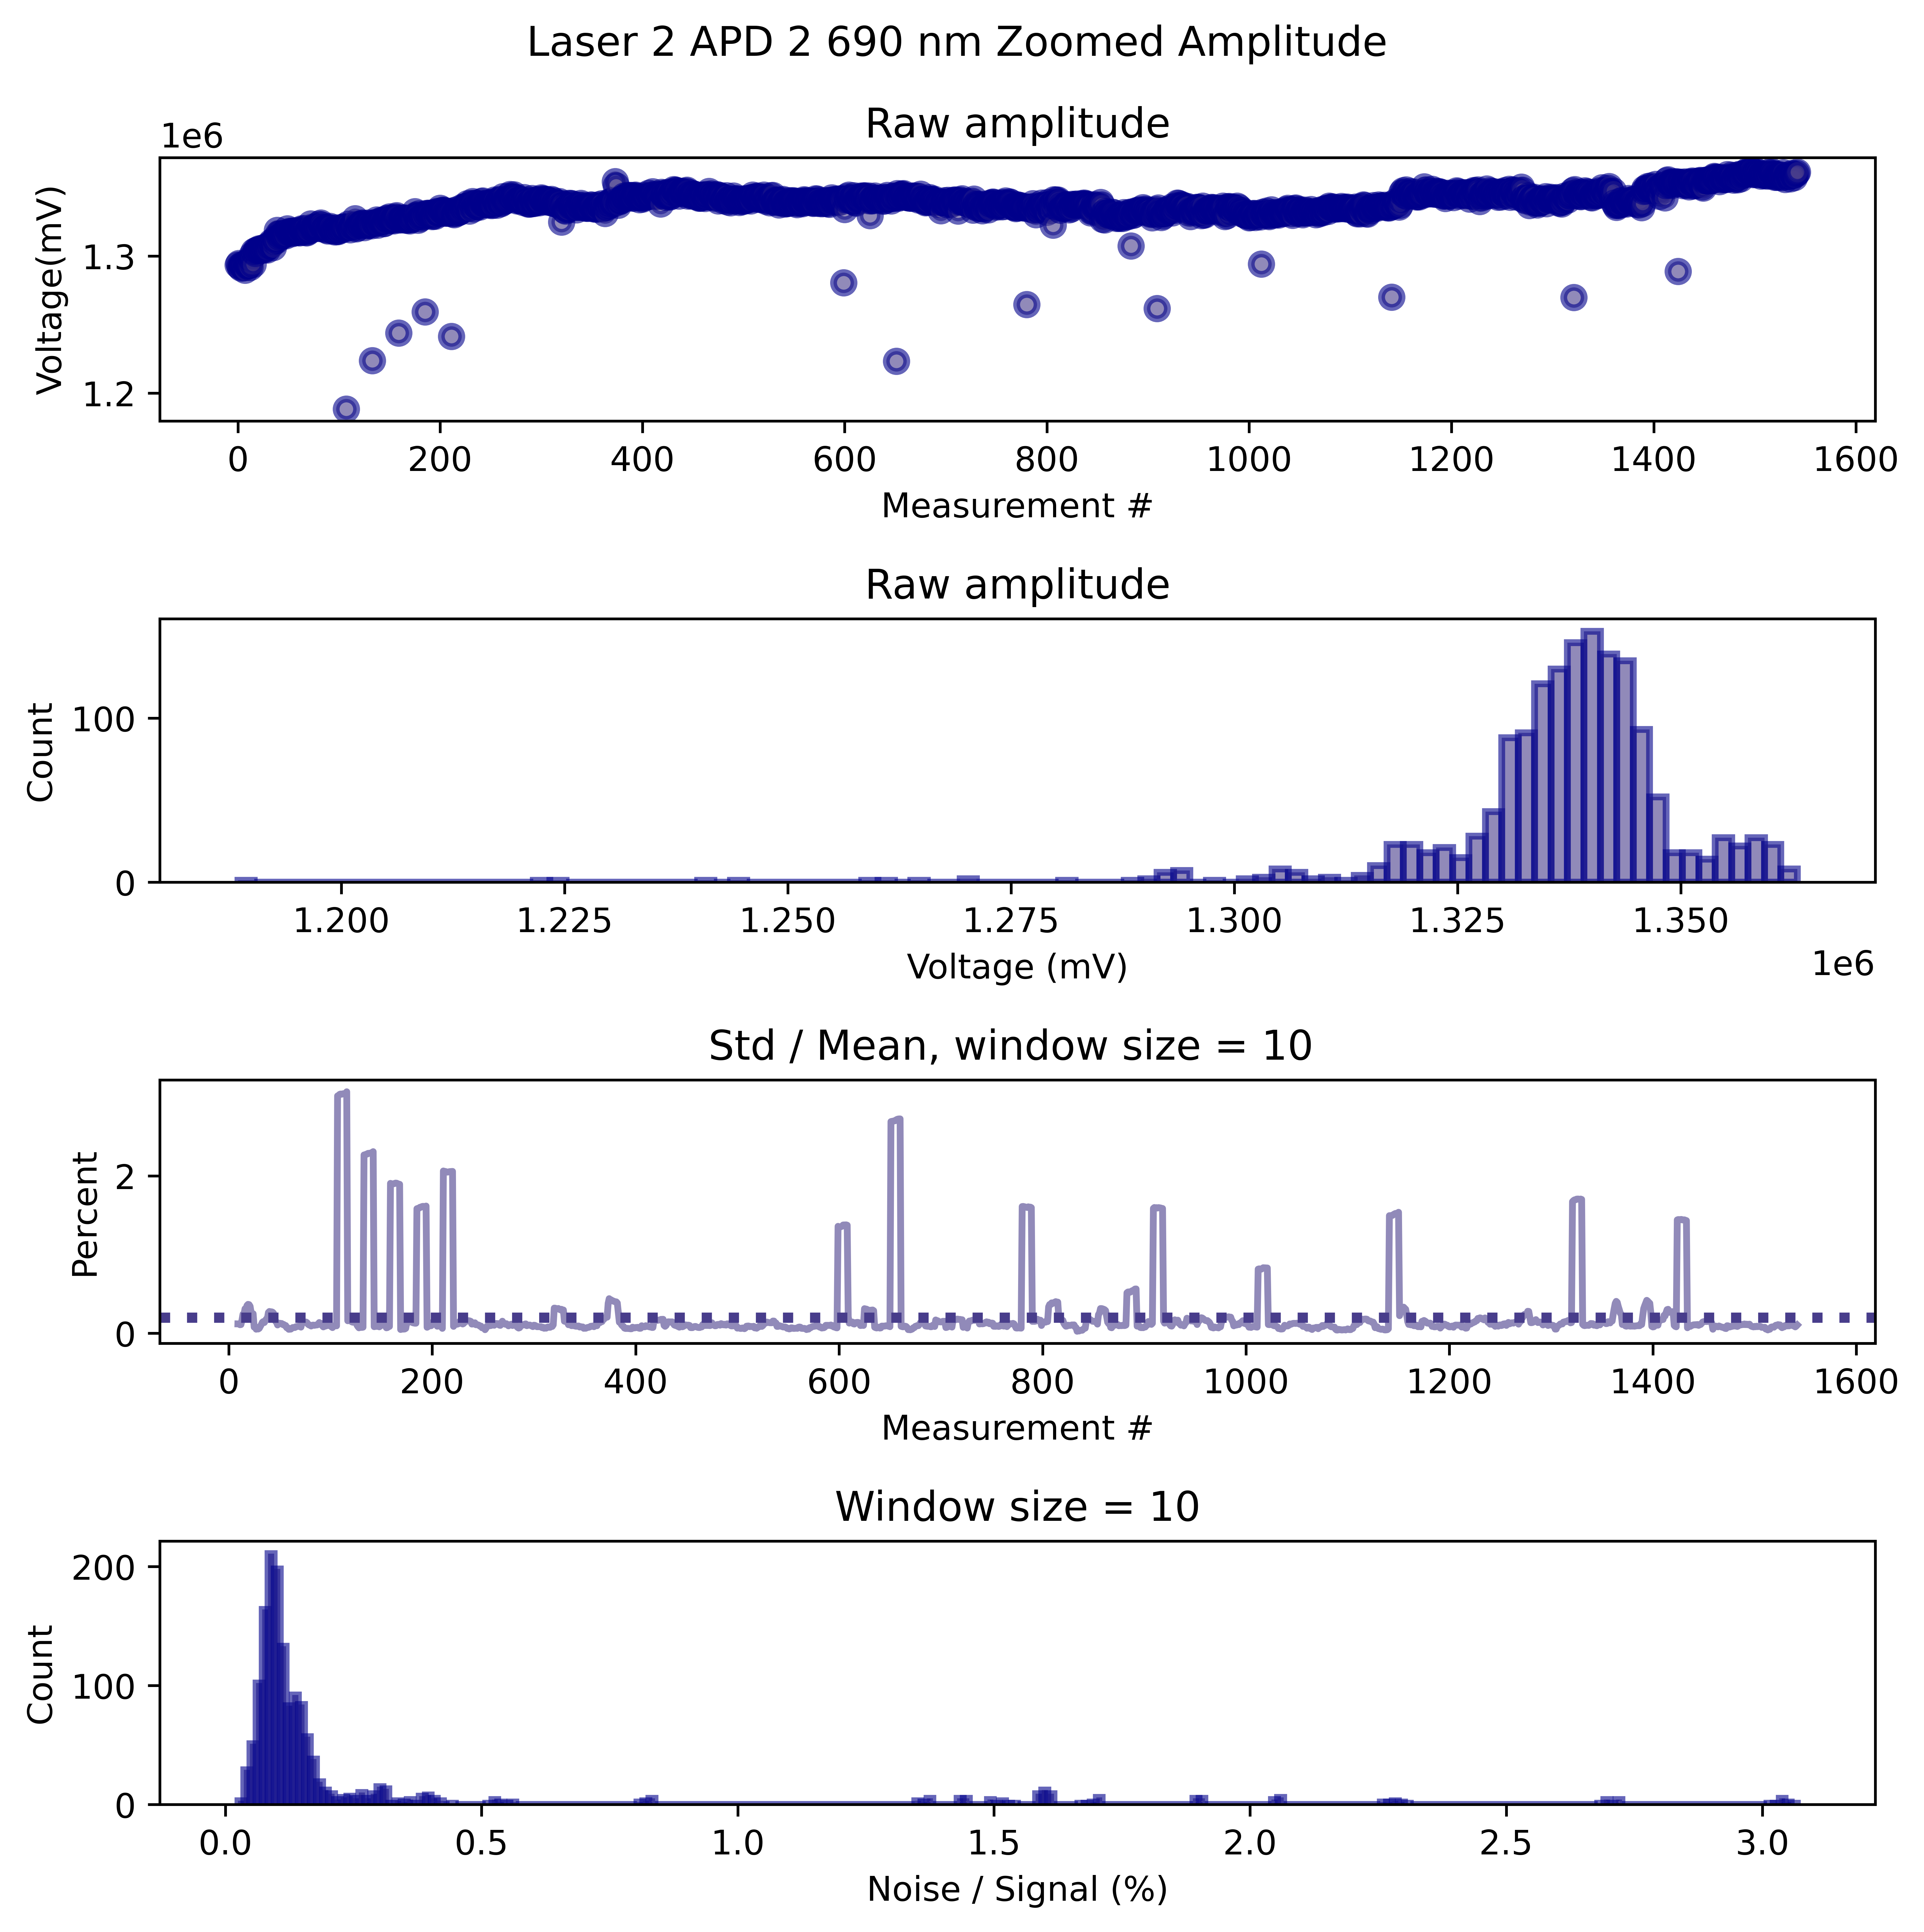 Laser 2 APD 2 690 nm Zoomed Amplitude
Raw amplitude
1e6
Voltage(mV)
1.3
1.2
0 200 400 600 800 1000 1200 1400 1600
Measurement #
Raw amplitude
Count
100
0
1.200 1.225 1.250 1.275 1.300 1.325 1.350
Voltage (mV)
1e6
Std / Mean, window size = 10
Percent
2
0
0 200 400 600 800 1000 1200 1400 1600
Measurement #
Window size = 10
Count
200
100
0
0.0 0.5 1.0 1.5 2.0 2.5 3.0
Noise / Signal (%)